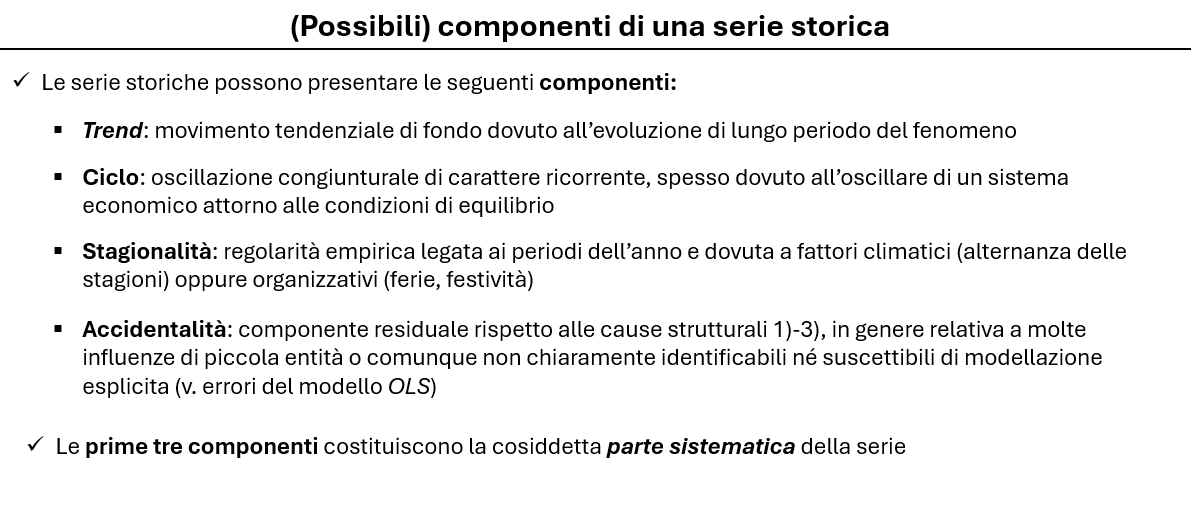 (Possibili) componenti di una serie storica
✓ Le serie storiche possono presentare le seguenti componenti:
▪ Trend: movimento tendenziale di fondo dovuto all’evoluzione di lungo periodo del fenomeno
▪ Ciclo: oscillazione congiunturale di carattere ricorrente, spesso dovuto all’oscillare di un sistema
economico attorno alle condizioni di equilibrio
▪ Stagionalità: regolarità empirica legata ai periodi dell’anno e dovuta a fattori climatici (alternanza delle
stagioni) oppure organizzativi (ferie, festività)
▪ Accidentalità: componente residuale rispetto alle cause strutturali 1)-3), in genere relativa a molte
influenze di piccola entità o comunque non chiaramente identificabili né suscettibili di modellazione
esplicita (v. errori del modello OLS)
✓ Le prime tre componenti costituiscono la cosiddetta parte sistematica della serie